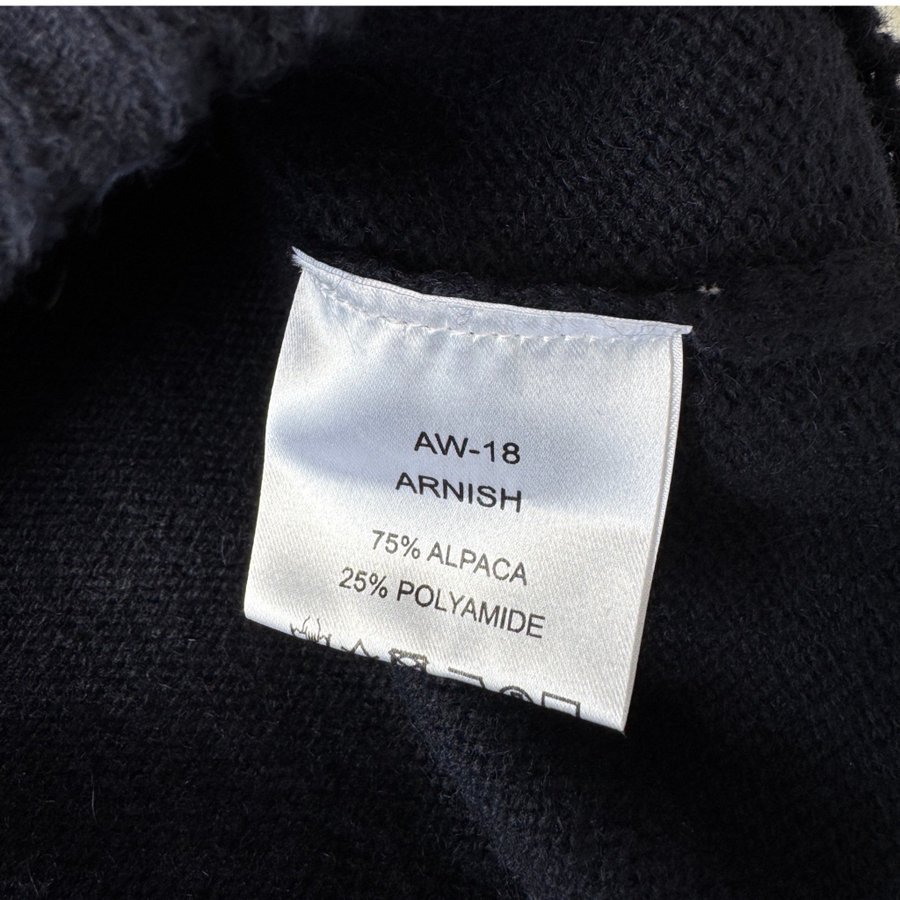 AW-18
ARNISH
75% ALPACA
25% POLYAMIDE